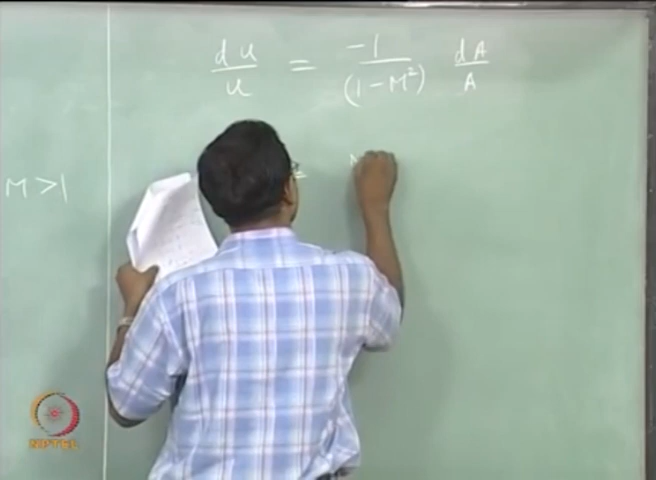 du/u = -1/(1-M²) dA/A
=
M>1
NPTEL